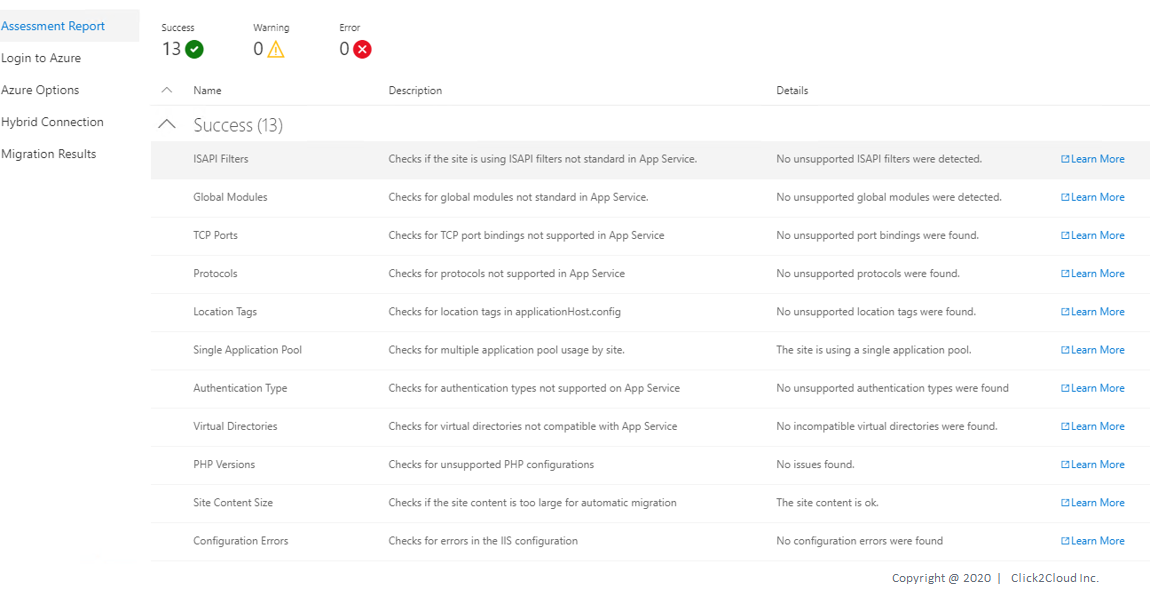 Assessment Report
Login to Azure
Azure Options
Hybrid Connection
Migration Results
Success Warning Error
13 0 0
Name Description Details
Success (13)
ISAPI Filters Checks if the site is using ISAPI filters not standard in App Service. No unsupported ISAPI filters were detected. Learn More
Global Modules Checks for global modules not standard in App Service. No unsupported global modules were detected. Learn More
TCP Ports Checks for TCP port bindings not supported in App Service No unsupported port bindings were found. Learn More
Protocols Checks for protocols not supported in App Service No unsupported protocols were found. Learn More
Location Tags Checks for location tags in applicationHost.config No unsupported location tags were found. Learn More
Single Application Pool Checks for multiple application pool usage by site. The site is using a single application pool. Learn More
Authentication Type Checks for authentication types not supported on App Service No unsupported authentication types were found Learn More
Virtual Directories Checks for virtual directories not compatible with App Service No incompatible virtual directories were found. Learn More
PHP Versions Checks for unsupported PHP configurations No issues found. Learn More
Site Content Size Checks if the site content is too large for automatic migration The site content is ok. Learn More
Configuration Errors Checks for errors in the IIS configuration No configuration errors were found Learn More
Copyright @ 2020 | Click2Cloud Inc.